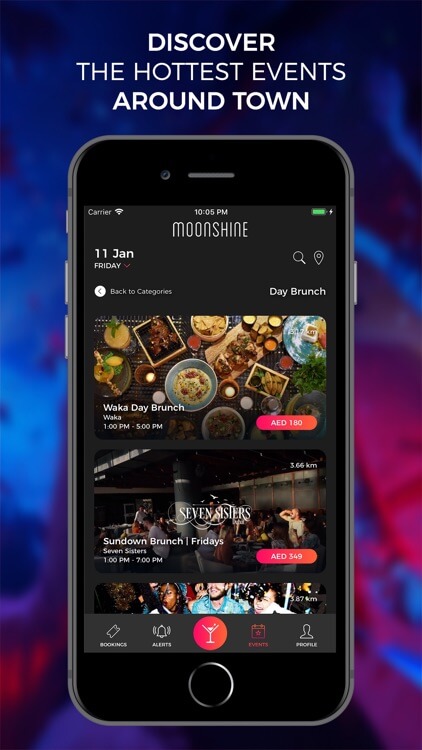 DISCOVER
THE HOTTEST EVENTS
AROUND TOWN
Carrier 10:05 PM
MOONSHINE
11 Jan
FRIDAY
Back to Categories Day Brunch
Waka Day Brunch
Waka
1:00 PM - 5:00 PM
AED 180
3.66 km
SEVEN SISTERS
Sundown Brunch | Fridays
Seven Sisters
1:00 PM - 7:00 PM
AED 349
3.87 km
BOOKINGS ALERTS EVENTS PROFILE